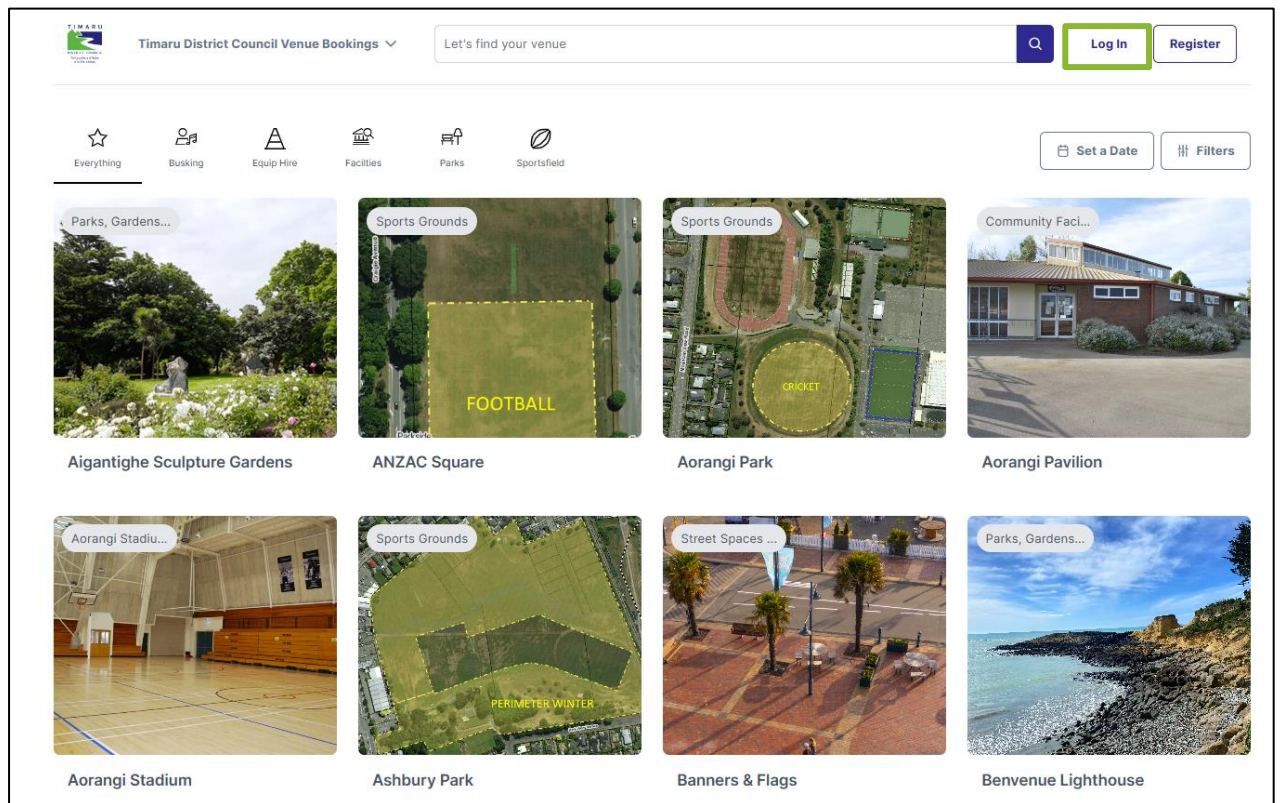 TIMARU
Timaru District Council Venue Bookings
Let's find your venue
Log In
Register
Everything
Busking
Equip Hire
Facilties
Parks
Sportsfield
Set a Date
Filters
Parks, Gardens...
Sports Grounds
Sports Grounds
Community Faci...
FOOTBALL
CRICKET
Aigantighe Sculpture Gardens
ANZAC Square
Aorangi Park
Aorangi Pavilion
Aorangi Stadiu...
Sports Grounds
Street Spaces ...
Parks, Gardens...
PERIMETER WINTER
Aorangi Stadium
Ashbury Park
Banners & Flags
Benvenue Lighthouse